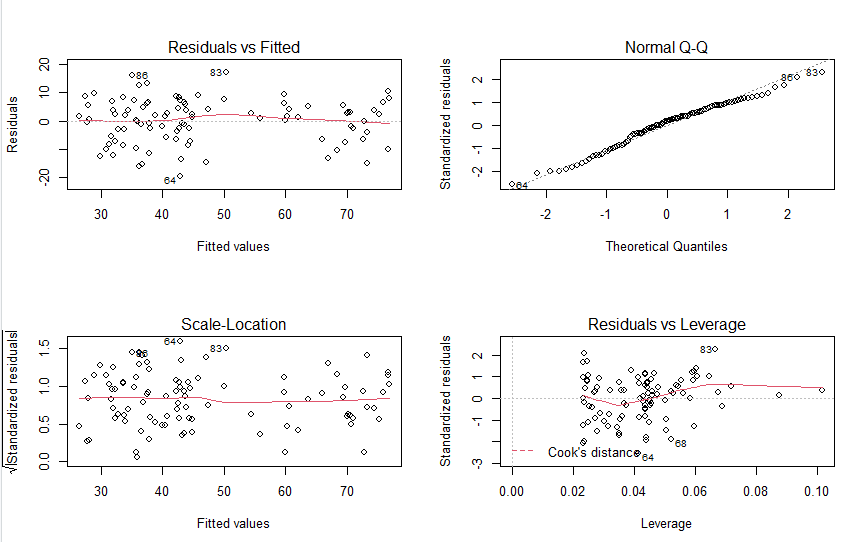 Residuals vs Fitted
Residuals
20
10
0
-20
86
83
64
30 40 50 60 70
Fitted values
Normal Q-Q
Standardized residuals
2
1
0
-1
-2
86 83
64
-2 -1 0 1 2
Theoretical Quantiles
Scale-Location
√|Standardized residuals|
1.5
1.0
0.5
0.0
64
83
86
30 40 50 60 70
Fitted values
Residuals vs Leverage
Standardized residuals
2
1
0
-1
-3
83
68
64
Cook's distance
0.00 0.02 0.04 0.06 0.08 0.10
Leverage